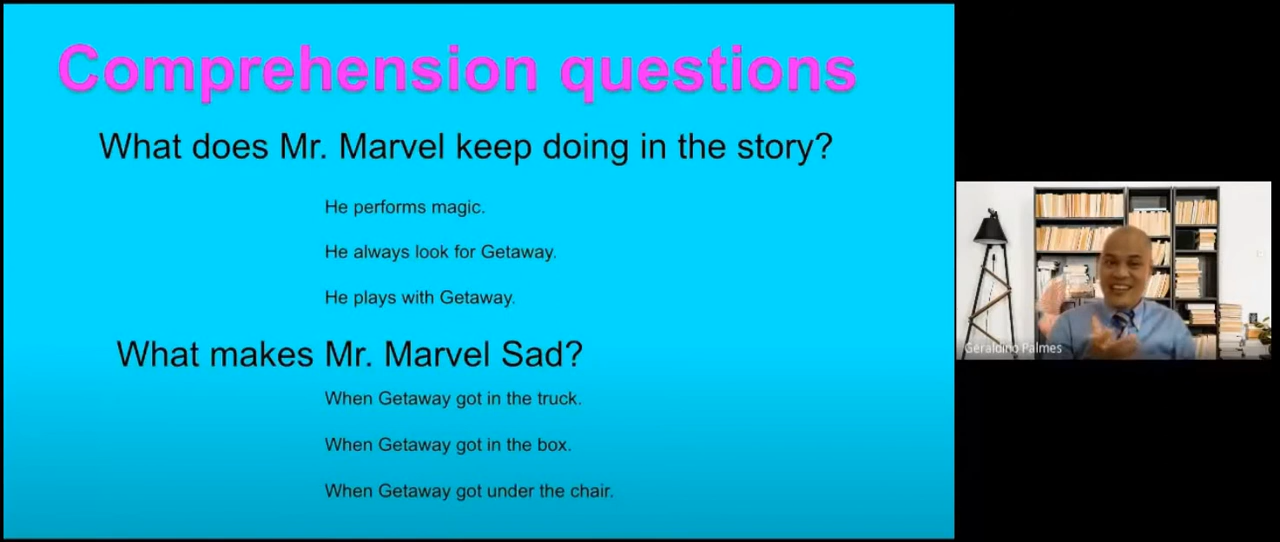 Comprehension questions
What does Mr. Marvel keep doing in the story?
He performs magic.
He always look for Getaway.
He plays with Getaway.
What makes Mr. Marvel Sad?
When Getaway got in the truck.
When Getaway got in the box.
When Getaway got under the chair.
Geraldino Palmes